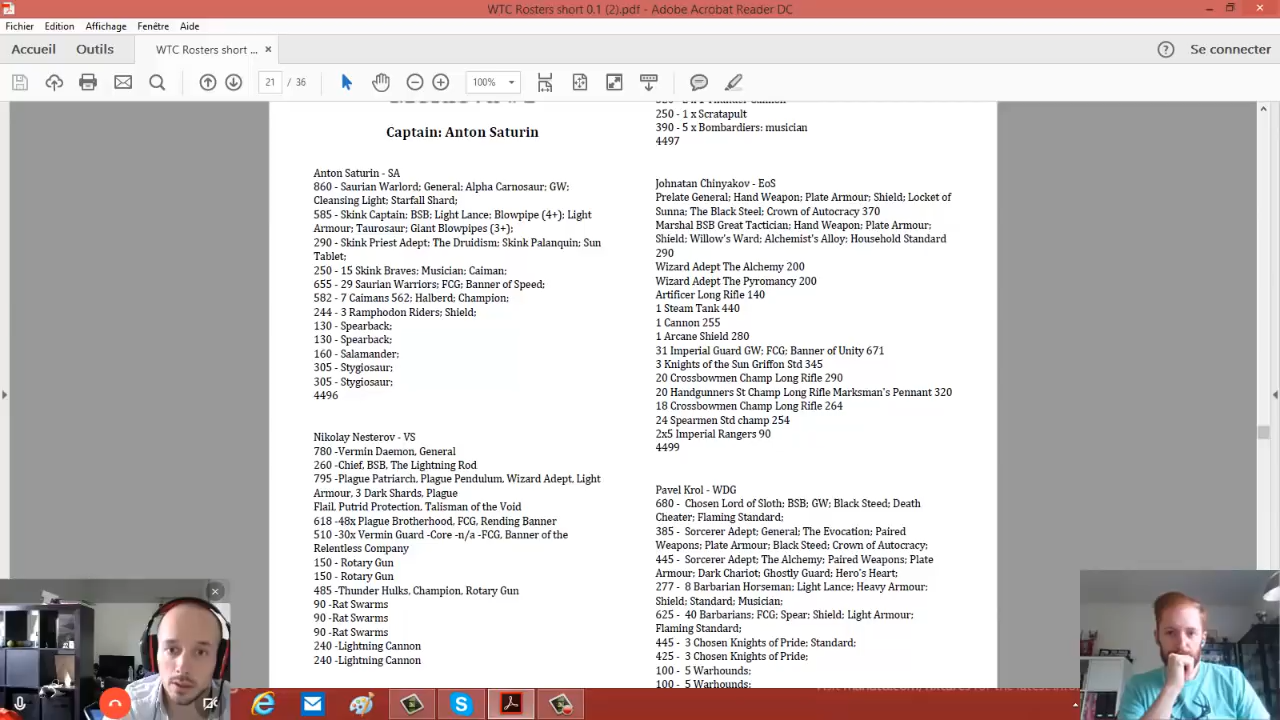 WTC Rosters short 0.1 (2).pdf - Adobe Acrobat Reader DC
Fichier Edition Affichage Fenêtre Aide
Accueil Outils WTC Rosters short ... × Se connecter
21 / 36 100%
Captain: Anton Saturin
Anton Saturin - SA
860 - Saurian Warlord; General; Alpha Carnosaur; GW;
Cleansing Light; Starfall Shard;
585 - Skink Captain; BSB; Light Lance; Blowpipe (4+); Light
Armour; Taurosaur; Giant Blowpipes (3+);
290 - Skink Priest Adept; The Druidism; Skink Palanquin; Sun
Tablet;
250 - 15 Skink Braves; Musician; Caiman;
655 - 29 Saurian Warriors; FCG; Banner of Speed;
582 - 7 Caimans 562; Halberd; Champion;
244 - 3 Ramphodon Riders; Shield;
130 - Spearback;
130 - Spearback;
160 - Salamander;
305 - Stygiosaur;
305 - Stygiosaur;
4496
Nikolay Nesterov - VS
780 -Vermin Daemon, General
260 -Chief, BSB, The Lightning Rod
795 -Plague Patriarch, Plague Pendulum, Wizard Adept, Light
Armour, 3 Dark Shards, Plague
Flail, Putrid Protection, Talisman of the Void
618 -48x Plague Brotherhood, FCG, Rending Banner
510 -30x Vermin Guard -Core -n/a -FCG, Banner of the
Relentless Company
150 - Rotary Gun
150 - Rotary Gun
485 -Thunder Hulks, Champion, Rotary Gun
90 -Rat Swarms
90 -Rat Swarms
90 -Rat Swarms
240 -Lightning Cannon
240 -Lightning Cannon
250 - 1 x Scratapult
390 - 5 x Bombardiers: musician
4497
Johnatan Chinyakov - EoS
Prelate General; Hand Weapon; Plate Armour; Shield; Locket of
Sunna; The Black Steel; Crown of Autocracy 370
Marshal BSB Great Tactician; Hand Weapon; Plate Armour;
Shield; Willow's Ward; Alchemist's Alloy; Household Standard
290
Wizard Adept The Alchemy 200
Wizard Adept The Pyromancy 200
Artificer Long Rifle 140
1 Steam Tank 440
1 Cannon 255
1 Arcane Shield 280
31 Imperial Guard GW; FCG; Banner of Unity 671
3 Knights of the Sun Griffon Std 345
20 Crossbowmen Champ Long Rifle 290
20 Handgunners St Champ Long Rifle Marksman's Pennant 320
18 Crossbowmen Champ Long Rifle 264
24 Spearmen Std champ 254
2x5 Imperial Rangers 90
4499
Pavel Krol - WDG
680 - Chosen Lord of Sloth; BSB; GW; Black Steed; Death
Cheater; Flaming Standard;
385 - Sorcerer Adept; General; The Evocation; Paired
Weapons; Plate Armour; Black Steed; Crown of Autocracy;
445 - Sorcerer Adept; The Alchemy; Paired Weapons; Plate
Armour; Dark Chariot; Ghostly Guard; Hero's Heart;
277 - 8 Barbarian Horseman; Light Lance; Heavy Armour;
Shield; Standard; Musician;
625 - 40 Barbarians; FCG; Spear; Shield; Light Armour;
Flaming Standard;
445 - 3 Chosen Knights of Pride; Standard;
425 - 3 Chosen Knights of Pride;
100 - 5 Warhounds;
100 - 5 Warhounds;